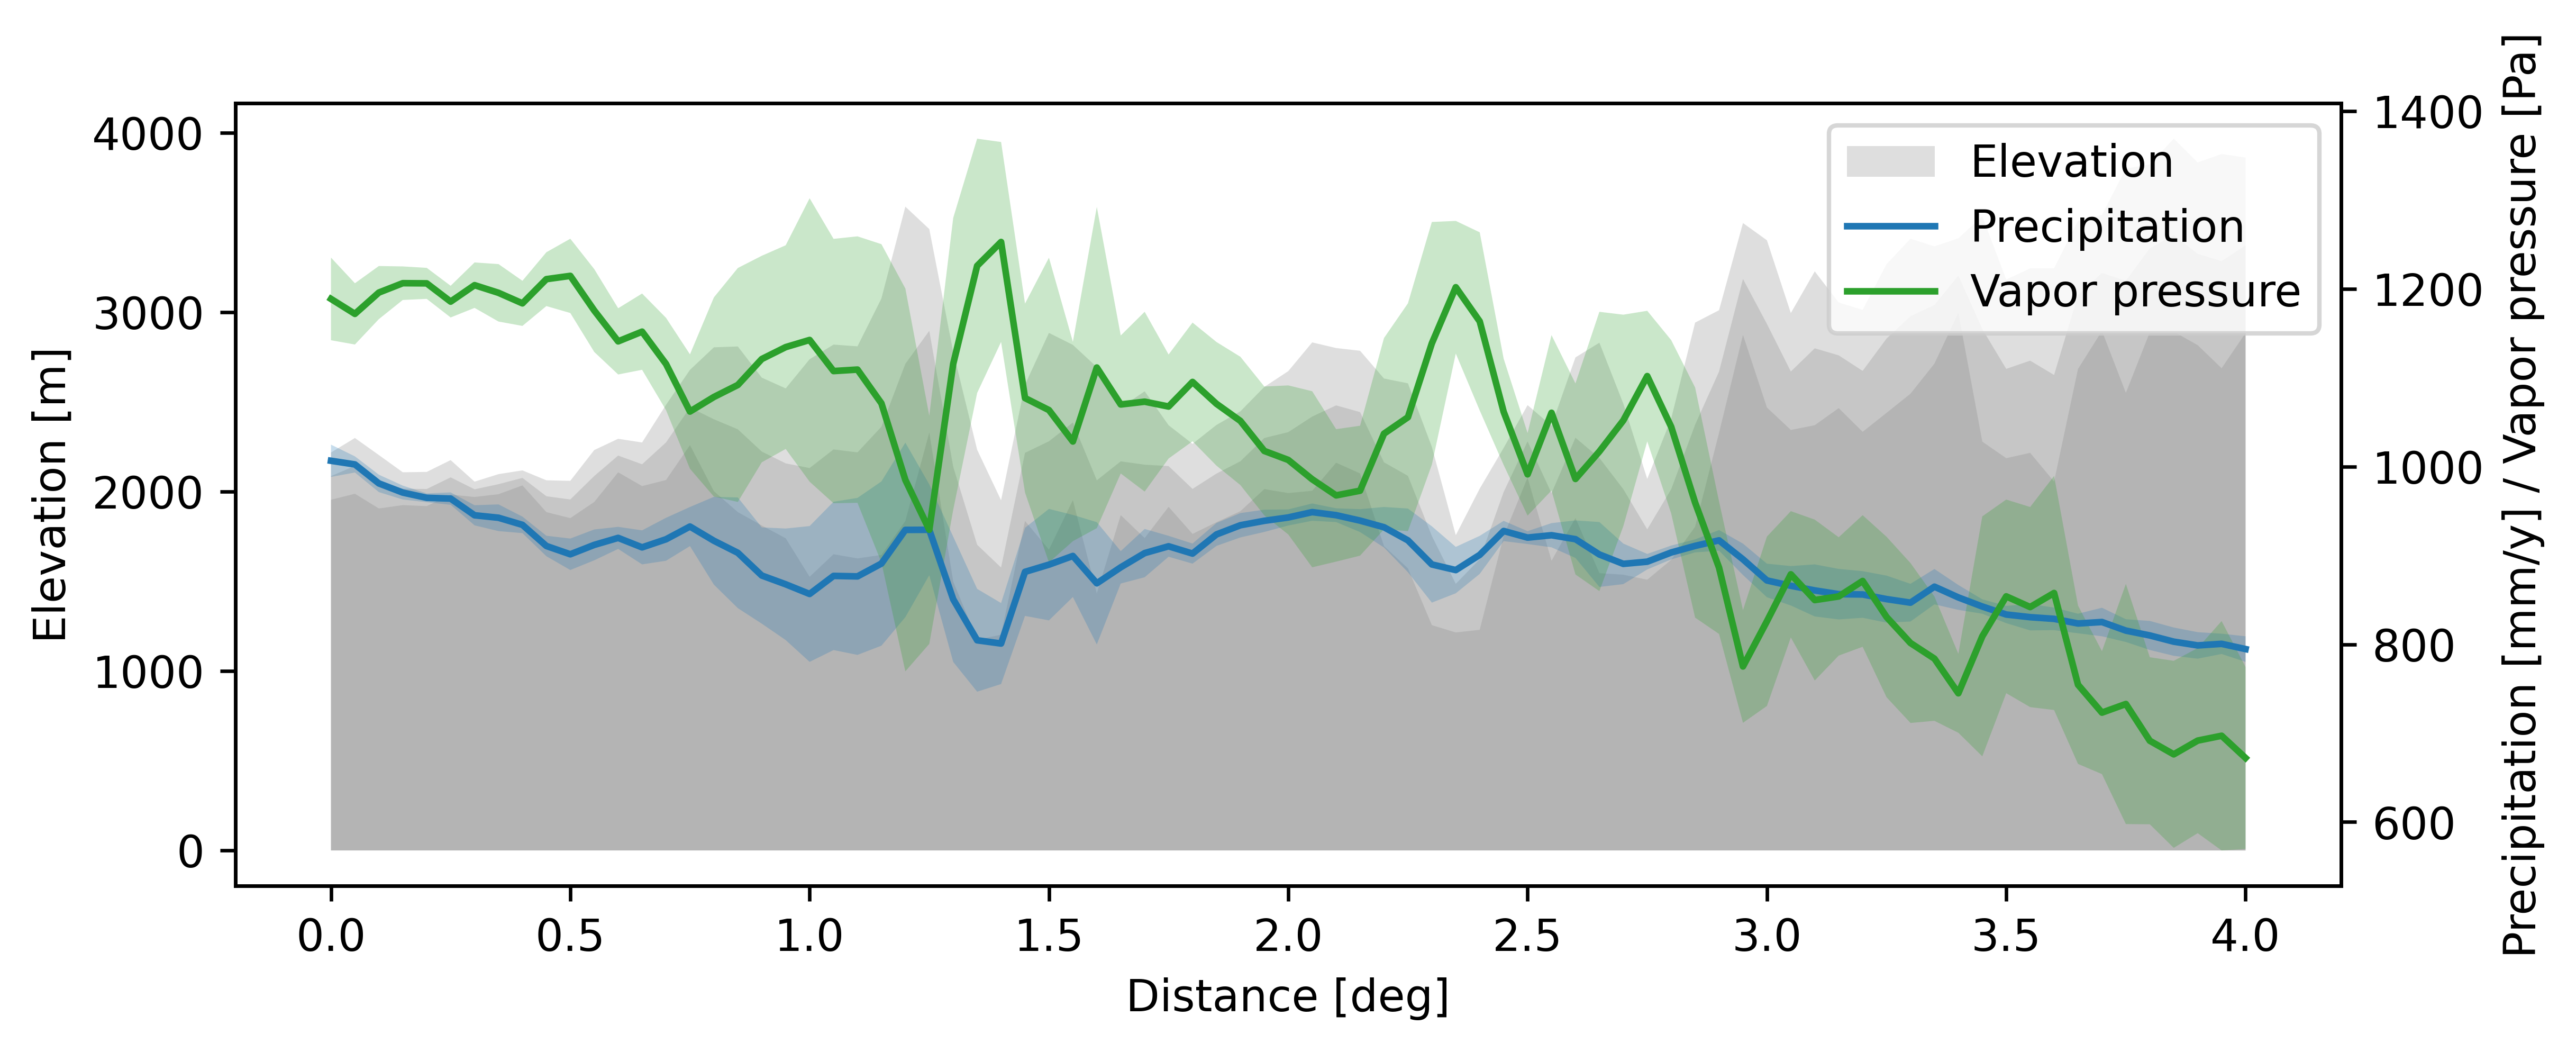 Elevation [m]
4000
3000
2000
1000
0
0.0 0.5 1.0 1.5 2.0 2.5 3.0 3.5 4.0
Distance [deg]
1400
1200
1000
800
600
Precipitation [mm/y] / Vapor pressure [Pa]
Elevation
Precipitation
Vapor pressure